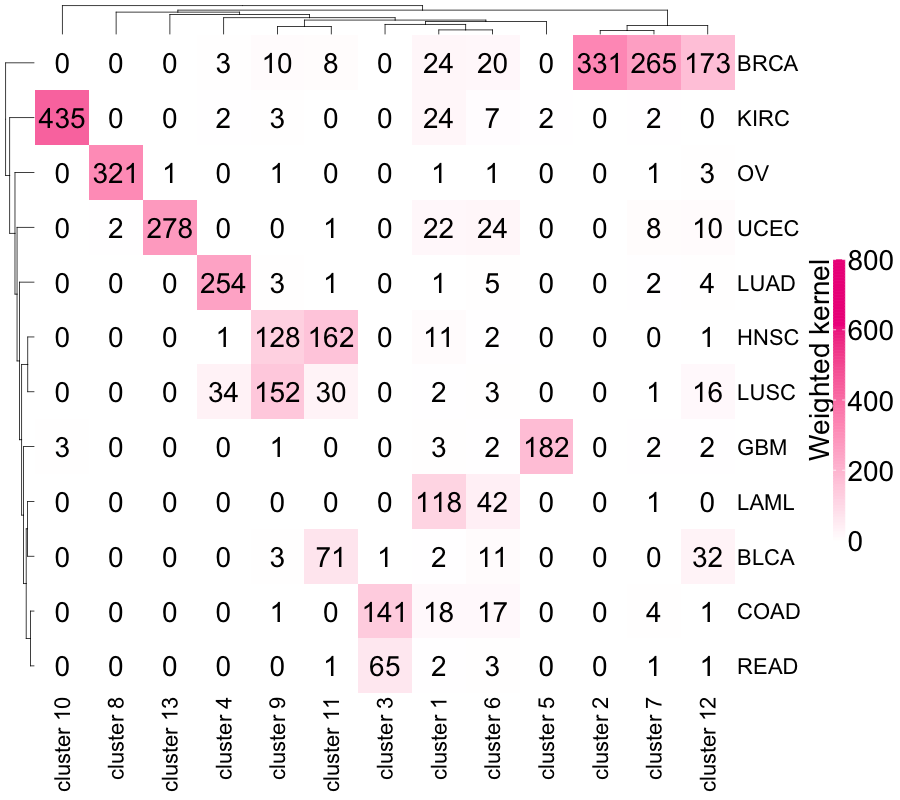 0 0 0 3 10 8 0 24 20 0 331 265 173 BRCA
435 0 0 2 3 0 0 24 7 2 0 2 0 KIRC
0 321 1 0 1 0 0 1 1 0 0 1 3 OV
0 2 278 0 0 1 0 22 24 0 0 8 10 UCEC
0 0 0 254 3 1 0 1 5 0 0 2 4 LUAD
0 0 0 1 128 162 0 11 2 0 0 0 1 HNSC
0 0 0 34 152 30 0 2 3 0 0 1 16 LUSC
3 0 0 0 1 0 0 3 2 182 0 2 2 GBM
0 0 0 0 0 0 0 118 42 0 0 1 0 LAML
0 0 0 0 3 71 1 2 11 0 0 0 32 BLCA
0 0 0 0 1 0 141 18 17 0 0 4 1 COAD
0 0 0 0 0 1 65 2 3 0 0 1 1 READ
cluster 10
cluster 8
cluster 13
cluster 4
cluster 9
cluster 11
cluster 3
cluster 1
cluster 6
cluster 5
cluster 2
cluster 7
cluster 12
Weighted kernel
800
600
400
200
0